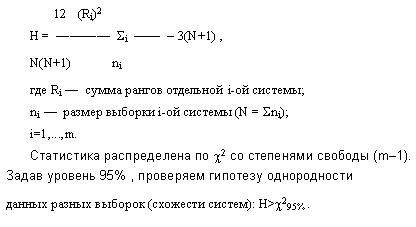 12 (Ri)2
H = ———— Σi —— – 3(N+1) ,
N(N+1) ni
где Ri — сумма рангов отдельной i-ой системы;
ni — размер выборки i-ой системы (N = Σni);
i=1,...,m.
Статистика распределена по χ2 со степенями свободы (m–1).
Задав уровень 95% , проверяем гипотезу однородности
данных разных выборок (схожести систем): H>χ295%.